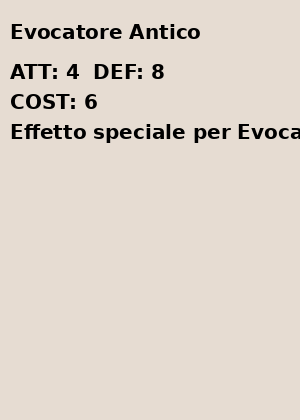 Evocatore Antico
ATT: 4 DEF: 8
COST: 6
Effetto speciale per Evoca